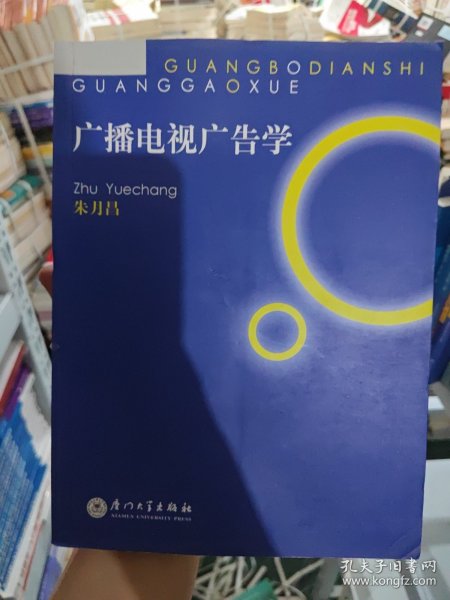 GUANGBODIANSHI
GUANGGAOXUE
广播电视广告学
Zhu Yuechang
朱月昌
厦门大学出版社
XIAMEN UNIVERSITY PRESS
孔夫子旧书网
www.kongfz.com